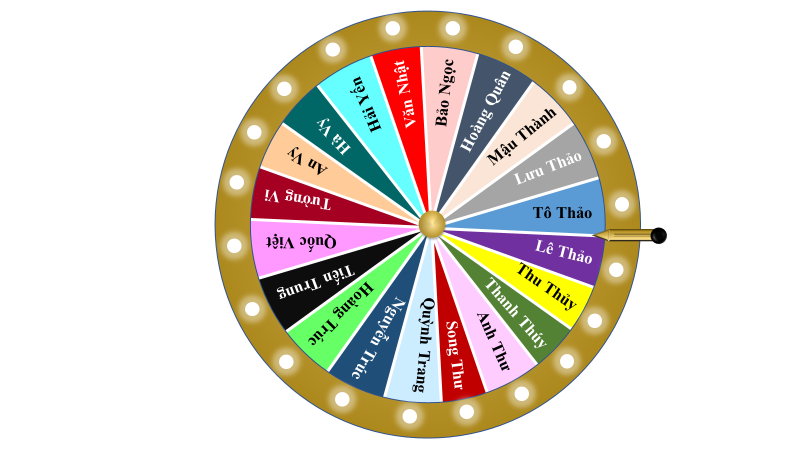 Bảo Ngọc
Hoàng Quân
Mậu Thành
Lưu Thảo
Tô Thảo
Lê Thảo
Thu Thủy
Thanh Thúy
Anh Thư
Song Thư
Quỳnh Trang
Nguyễn Trúc
Hoàng Trúc
Tiến Trung
Quốc Việt
Tường Vi
An Vy
Hà Vy
Hải Yến
Văn Nhật